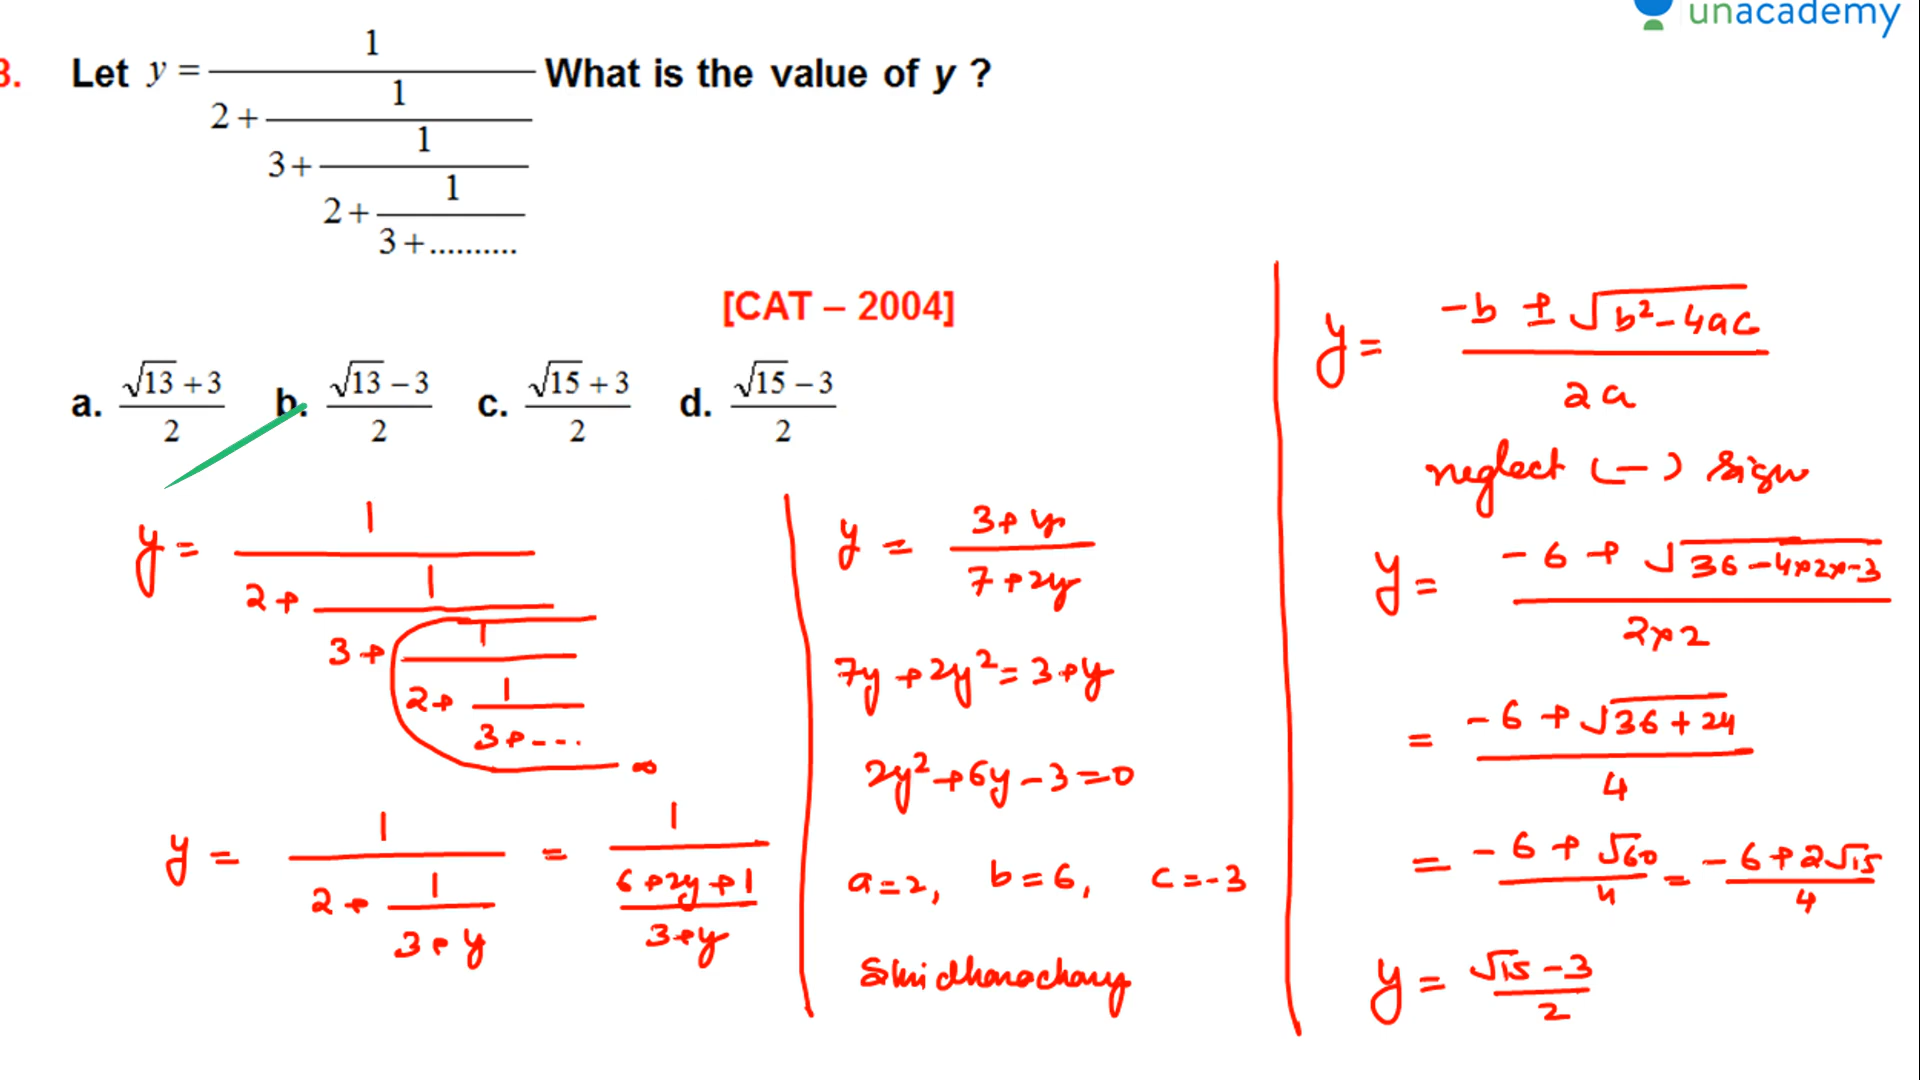 unacademy
3. Let y = 1/(2 + 1/(3 + 1/(2 + 1/(3 + ..........)))) What is the value of y ?
[CAT – 2004]
a. (√13 + 3)/2 b. (√13 – 3)/2 c. (√15 + 3)/2 d. (√15 – 3)/2
y = 1/(2 + 1/(3 + 1/(2 + 1/(3 + ---)))) ∞
y = 1/(2 + 1/(3 + y)) = 1/((6 + 2y + 1)/(3 + y))
y = (3 + y)/(7 + 2y)
7y + 2y² = 3 + y
2y² + 6y – 3 = 0
a = 2, b = 6, c = -3
Shridharachary
y = (-b ± √(b² - 4ac))/2a
neglect (–) sign
y = (-6 + √(36 - 4×2×-3))/(2×2)
= (-6 + √(36 + 24))/4
= (-6 + √60)/4 = (-6 + 2√15)/4
y = (√15 - 3)/2